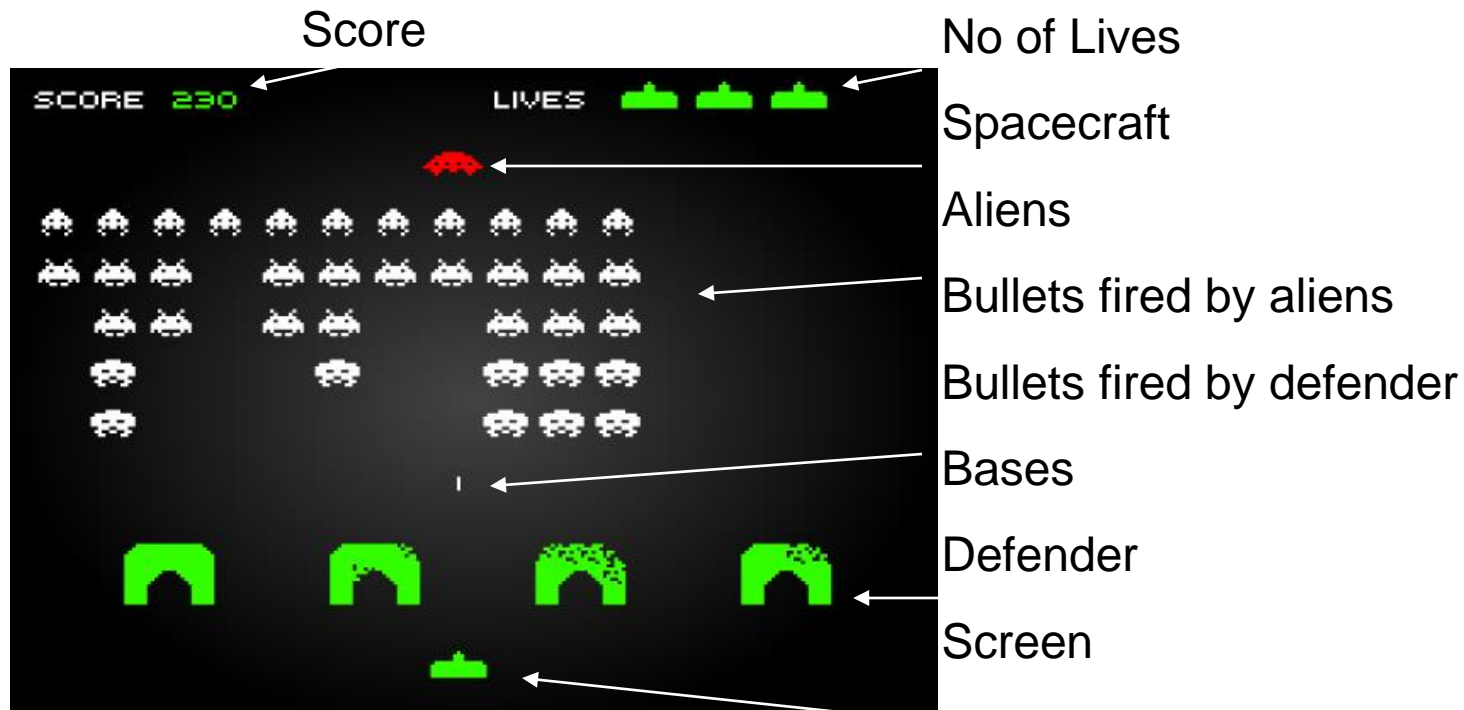 Score
No of Lives
SCORE 230 LIVES
Spacecraft
Aliens
Bullets fired by aliens
Bullets fired by defender
Bases
Defender
Screen